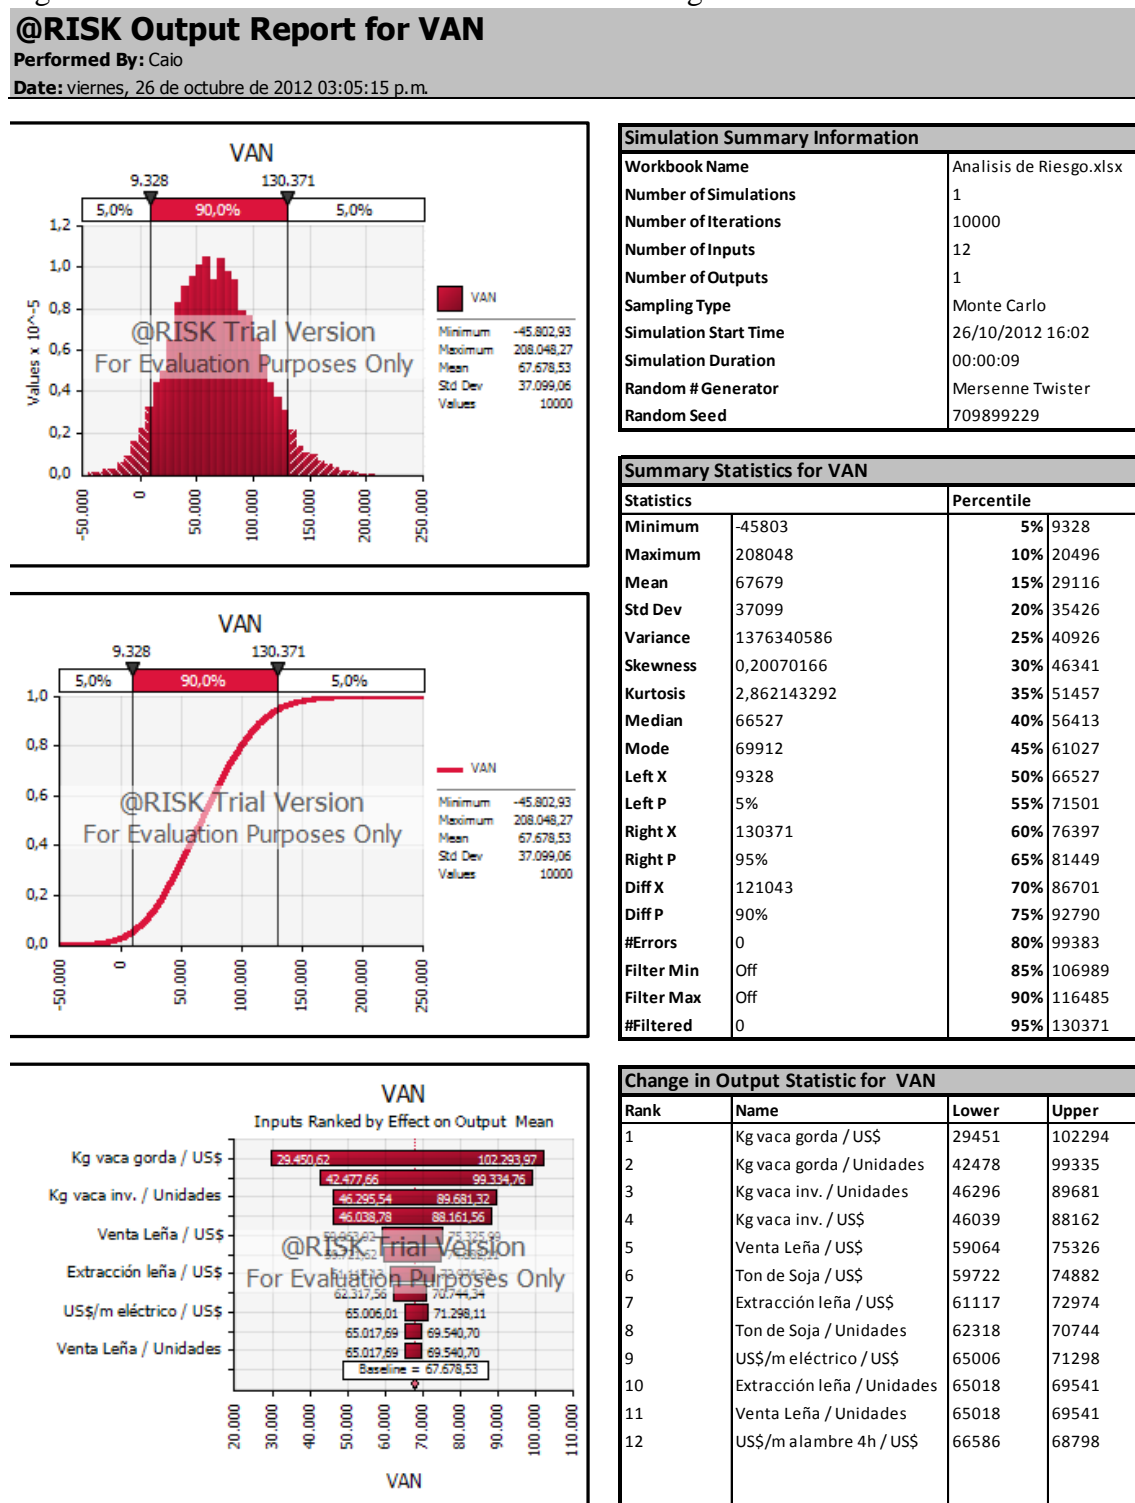 @RISK Output Report for VAN
Performed By: Caio
Date: viernes, 26 de octubre de 2012 03:05:15 p.m.
VAN
9.328 130.371
5,0% 90,0% 5,0%
1,2
1,0
0,8
0,6
0,4
0,2
0,0
Values x 10^-5
-50.000
0
50.000
100.000
150.000
200.000
250.000
@RISK Trial Version
For Evaluation Purposes Only
VAN
Minimum -45.802,93
Maximum 208.048,27
Mean 67.678,53
Std Dev 37.099,06
Values 10000
VAN
9.328 130.371
5,0% 90,0% 5,0%
1,0
0,8
0,6
0,4
0,2
0,0
-50.000
0
50.000
100.000
150.000
200.000
250.000
@RISK Trial Version
For Evaluation Purposes Only
VAN
Minimum -45.802,93
Maximum 208.048,27
Mean 67.678,53
Std Dev 37.099,06
Values 10000
VAN
Inputs Ranked by Effect on Output Mean
Kg vaca gorda / US$ 29.450,62 102.293,97
42.477,66 99.334,76
Kg vaca inv. / Unidades 46.295,54 89.681,32
46.038,78 88.161,56
Venta Leña / US$ 75.325,99
@RISK Trial Version
Extracción leña / US$
For Evaluation Purposes Only
62.317,56 70.744,34
US$/m eléctrico / US$ 65.006,01 71.298,11
65.017,69 69.540,70
Venta Leña / Unidades 65.017,69 69.540,70
Baseline = 67.678,53
20.000
30.000
40.000
50.000
60.000
70.000
80.000
90.000
100.000
110.000
VAN
Simulation Summary Information
Workbook Name Analisis de Riesgo.xlsx
Number of Simulations 1
Number of Iterations 10000
Number of Inputs 12
Number of Outputs 1
Sampling Type Monte Carlo
Simulation Start Time 26/10/2012 16:02
Simulation Duration 00:00:09
Random # Generator Mersenne Twister
Random Seed 709899229
Summary Statistics for VAN
Statistics Percentile
Minimum -45803 5% 9328
Maximum 208048 10% 20496
Mean 67679 15% 29116
Std Dev 37099 20% 35426
Variance 1376340586 25% 40926
Skewness 0,20070166 30% 46341
Kurtosis 2,862143292 35% 51457
Median 66527 40% 56413
Mode 69912 45% 61027
Left X 9328 50% 66527
Left P 5% 55% 71501
Right X 130371 60% 76397
Right P 95% 65% 81449
Diff X 121043 70% 86701
Diff P 90% 75% 92790
#Errors 0 80% 99383
Filter Min Off 85% 106989
Filter Max Off 90% 116485
#Filtered 0 95% 130371
Change in Output Statistic for VAN
Rank Name Lower Upper
1 Kg vaca gorda / US$ 29451 102294
2 Kg vaca gorda / Unidades 42478 99335
3 Kg vaca inv. / Unidades 46296 89681
4 Kg vaca inv. / US$ 46039 88162
5 Venta Leña / US$ 59064 75326
6 Ton de Soja / US$ 59722 74882
7 Extracción leña / US$ 61117 72974
8 Ton de Soja / Unidades 62318 70744
9 US$/m eléctrico / US$ 65006 71298
10 Extracción leña / Unidades 65018 69541
11 Venta Leña / Unidades 65018 69541
12 US$/m alambre 4h / US$ 66586 68798